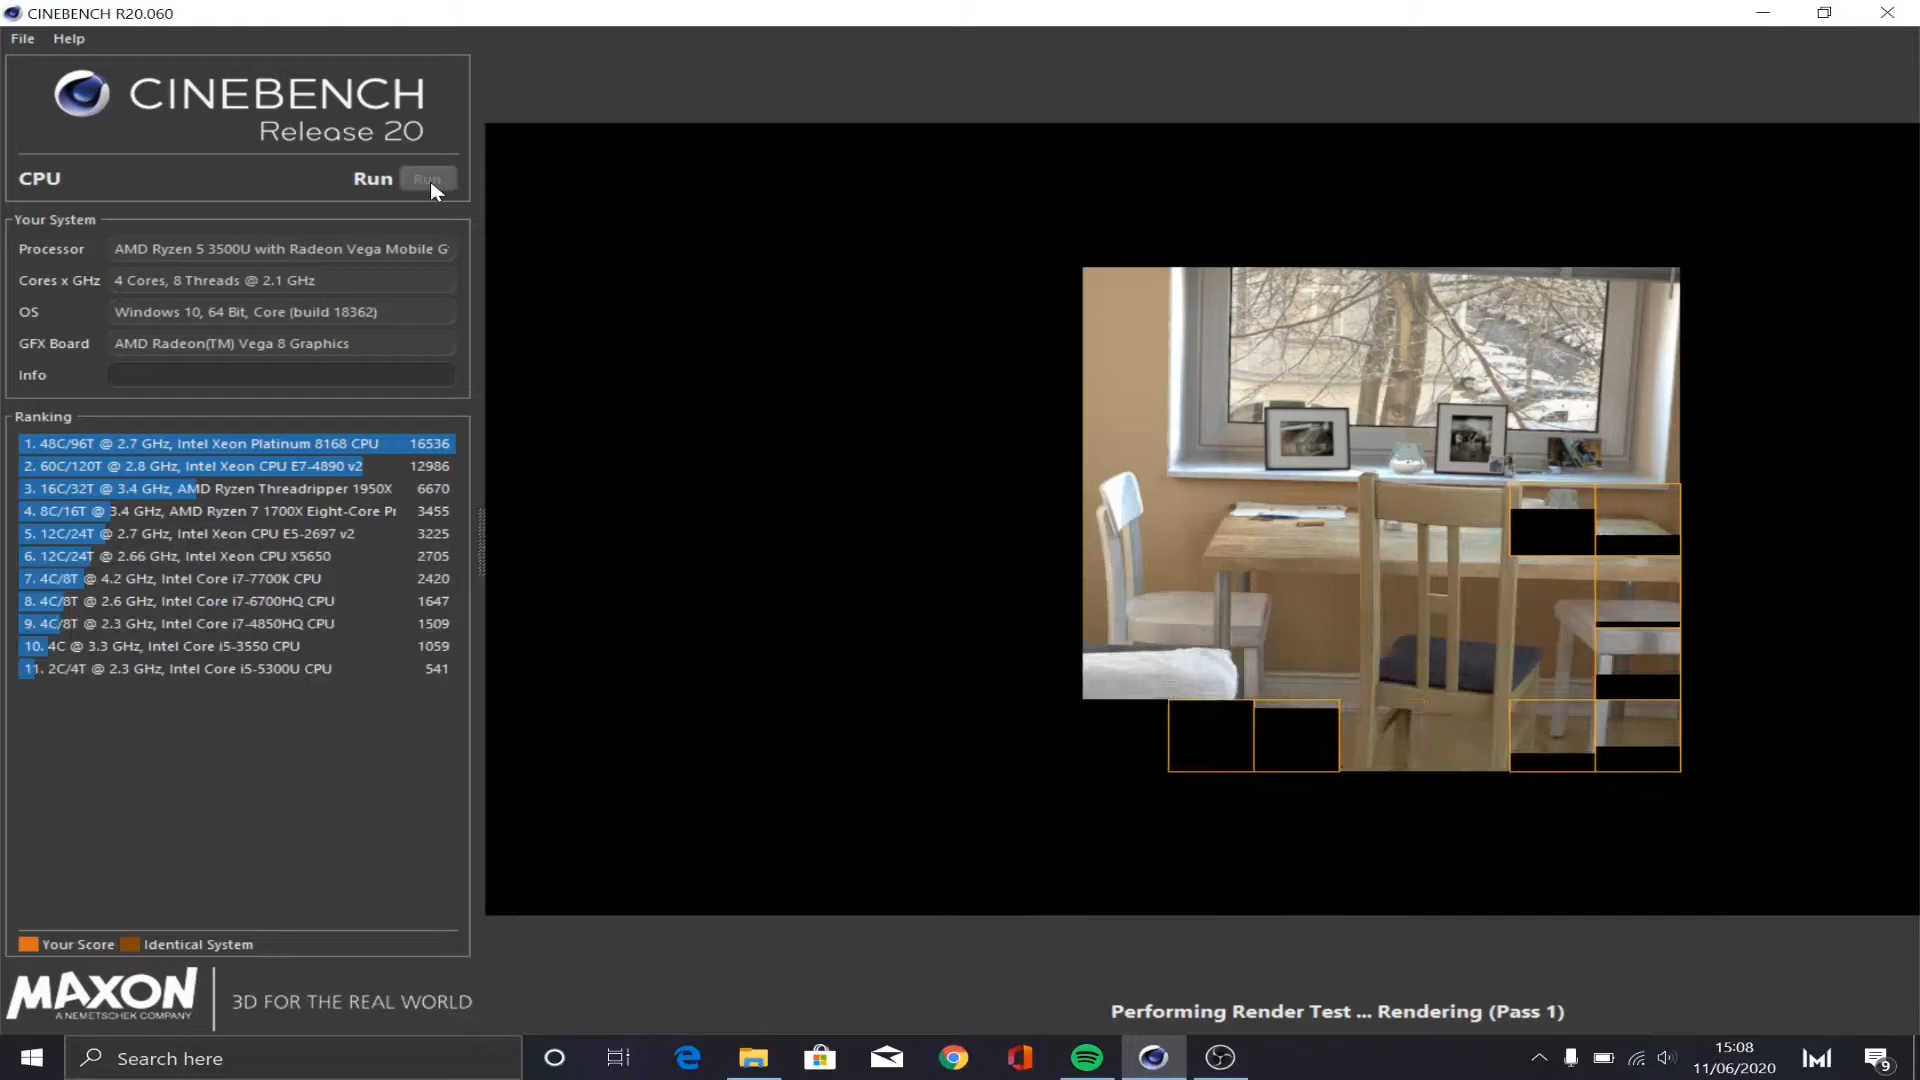 CINEBENCH R20.060
File Help
CINEBENCH
Release 20
CPU Run Run
Your System
Processor AMD Ryzen 5 3500U with Radeon Vega Mobile G
Cores x GHz 4 Cores, 8 Threads @ 2.1 GHz
OS Windows 10, 64 Bit, Core (build 18362)
GFX Board AMD Radeon(TM) Vega 8 Graphics
Info
Ranking
1. 48C/96T @ 2.7 GHz, Intel Xeon Platinum 8168 CPU 16536
2. 60C/120T @ 2.8 GHz, Intel Xeon CPU E7-4890 v2 12986
3. 16C/32T @ 3.4 GHz, AMD Ryzen Threadripper 1950X 6670
4. 8C/16T @ 3.4 GHz, AMD Ryzen 7 1700X Eight-Core Pr 3455
5. 12C/24T @ 2.7 GHz, Intel Xeon CPU E5-2697 v2 3225
6. 12C/24T @ 2.66 GHz, Intel Xeon CPU X5650 2705
7. 4C/8T @ 4.2 GHz, Intel Core i7-7700K CPU 2420
8. 4C/8T @ 2.6 GHz, Intel Core i7-6700HQ CPU 1647
9. 4C/8T @ 2.3 GHz, Intel Core i7-4850HQ CPU 1509
10. 4C @ 3.3 GHz, Intel Core i5-3550 CPU 1059
11. 2C/4T @ 2.3 GHz, Intel Core i5-5300U CPU 541
Your Score Identical System
MAXON
A NEMETSCHEK COMPANY
3D FOR THE REAL WORLD
Performing Render Test ... Rendering (Pass 1)
Search here
15:08
11/06/2020
9